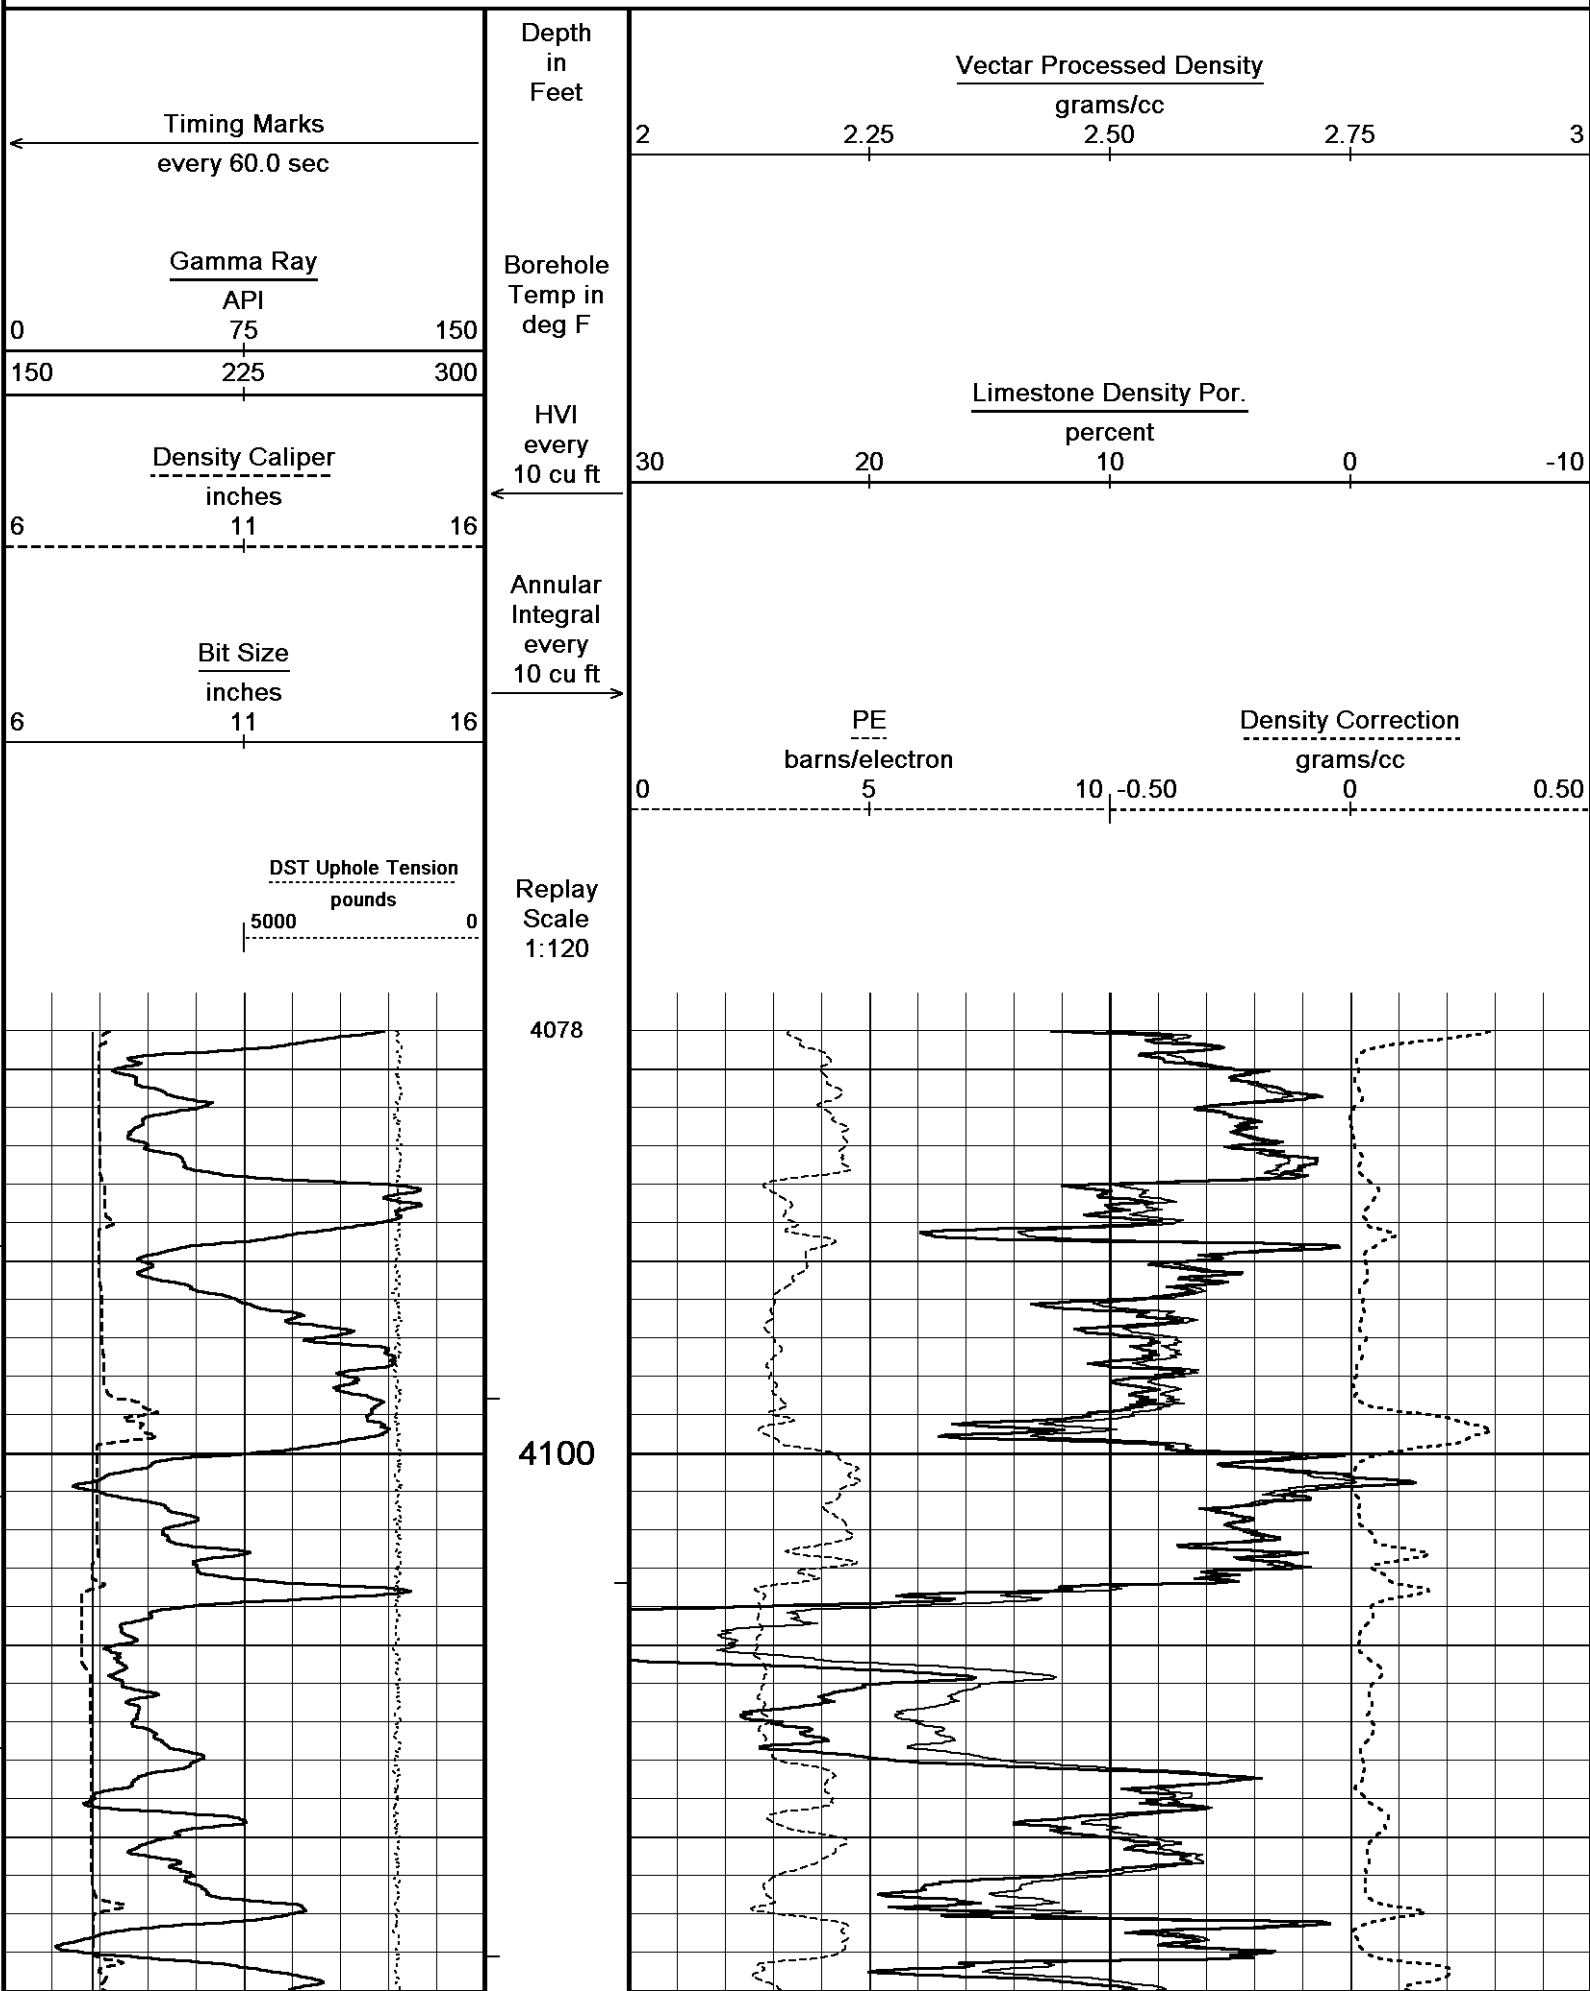 Timing Marks
every 60.0 sec
Gamma Ray
API
0 75 150
150 225 300
Density Caliper
inches
6 11 16
Bit Size
inches
6 11 16
DST Uphole Tension
pounds
5000 0
Depth
in
Feet
Borehole
Temp in
deg F
HVI
every
10 cu ft
Annular
Integral
every
10 cu ft
Replay
Scale
1:120
4078
4100
Vectar Processed Density
grams/cc
2 2.25 2.50 2.75 3
Limestone Density Por.
percent
30 20 10 0 -10
PE
barns/electron
0 5 10
Density Correction
grams/cc
-0.50 0 0.50